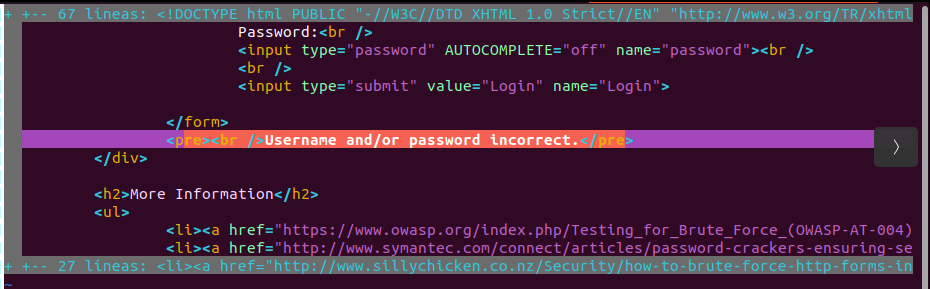 + +-- 67 lineas: <!DOCTYPE html PUBLIC "-//W3C//DTD XHTML 1.0 Strict//EN" "http://www.w3.org/TR/xhtml
Password:<br />
<input type="password" AUTOCOMPLETE="off" name="password"><br />
<br />
<input type="submit" value="Login" name="Login">
</form>
<pre><br />Username and/or password incorrect.</pre>
</div>
<h2>More Information</h2>
<ul>
<li><a href="https://www.owasp.org/index.php/Testing_for_Brute_Force_(OWASP-AT-004)
<li><a href="http://www.symantec.com/connect/articles/password-crackers-ensuring-se
+ +-- 27 lineas: <li><a href="http://www.sillychicken.co.nz/Security/how-to-brute-force-http-forms-in
~